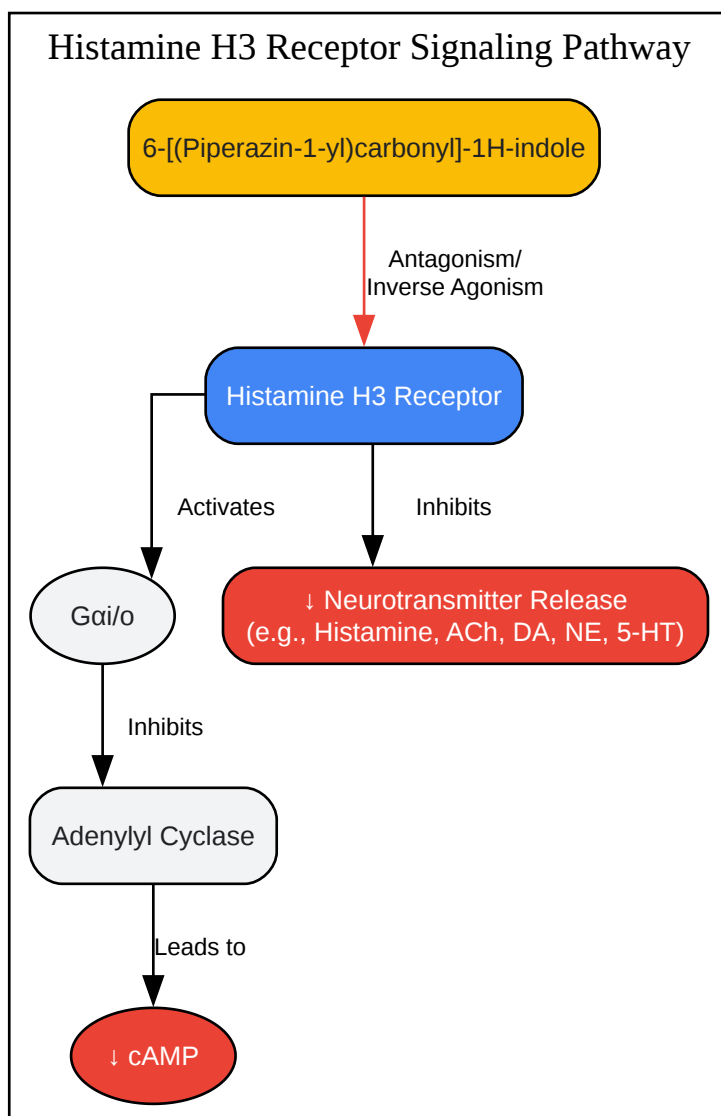 Histamine H3 Receptor Signaling Pathway
6-[(Piperazin-1-yl)carbonyl]-1H-indole
Antagonism/
Inverse Agonism
Histamine H3 Receptor
Activates
Inhibits
Gαi/o
↓ Neurotransmitter Release
(e.g., Histamine, ACh, DA, NE, 5-HT)
Inhibits
Adenylyl Cyclase
Leads to
↓ cAMP